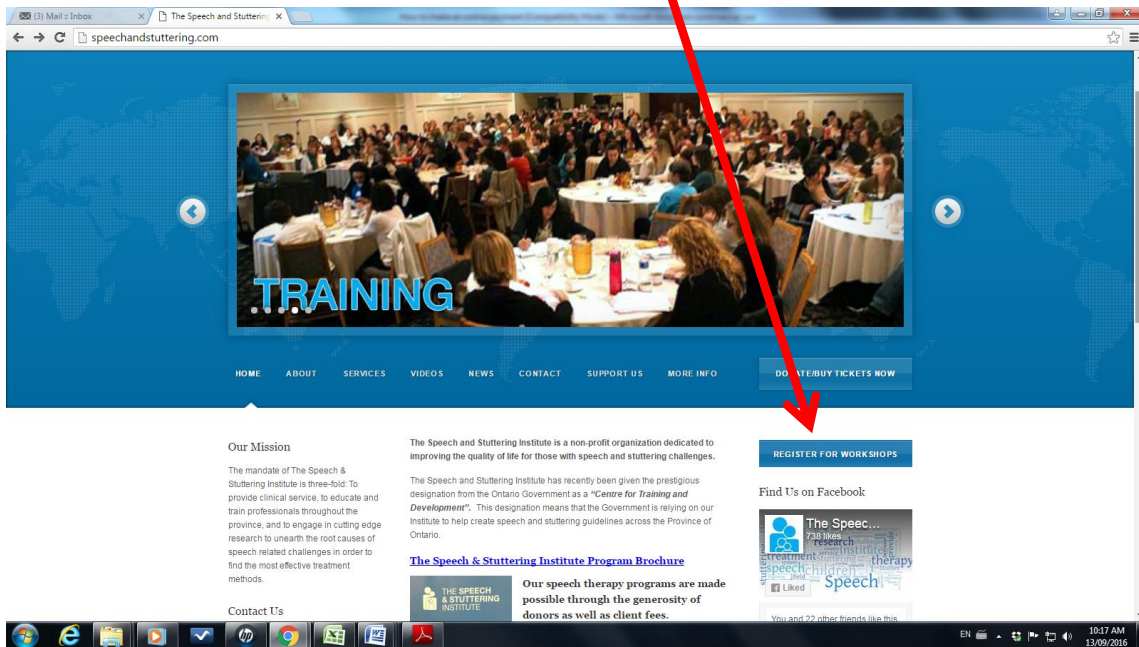 (3) Mail :: Inbox
The Speech and Stuttering
speechandstuttering.com
TRAINING
HOME ABOUT SERVICES VIDEOS NEWS CONTACT SUPPORT US MORE INFO
TICKETS NOW
Our Mission
The mandate of The Speech &
Stuttering Institute is three-fold: To
provide clinical service, to educate and
train professionals throughout the
province, and to engage in cutting edge
research to unearth the root causes of
speech related challenges in order to
find the most effective treatment
methods.
Contact Us
The Speech and Stuttering Institute is a non-profit organization dedicated to
improving the quality of life for those with speech and stuttering challenges.
The Speech and Stuttering Institute has recently been given the prestigious
designation from the Ontario Government as a "Centre for Training and
Development". This designation means that the Government is relying on our
Institute to help create speech and stuttering guidelines across the Province of
Ontario.
The Speech & Stuttering Institute Program Brochure
THE SPEECH
& STUTTERING
INSTITUTE
Our speech therapy programs are made
possible through the generosity of
donors as well as client fees.
REGISTER FOR WORKSHOPS
Find Us on Facebook
The Speec...
738 likes
research
treatment
therapy
speech children
Speech
Liked
You and 22 other friends like this
EN
10:17 AM
13/09/2016